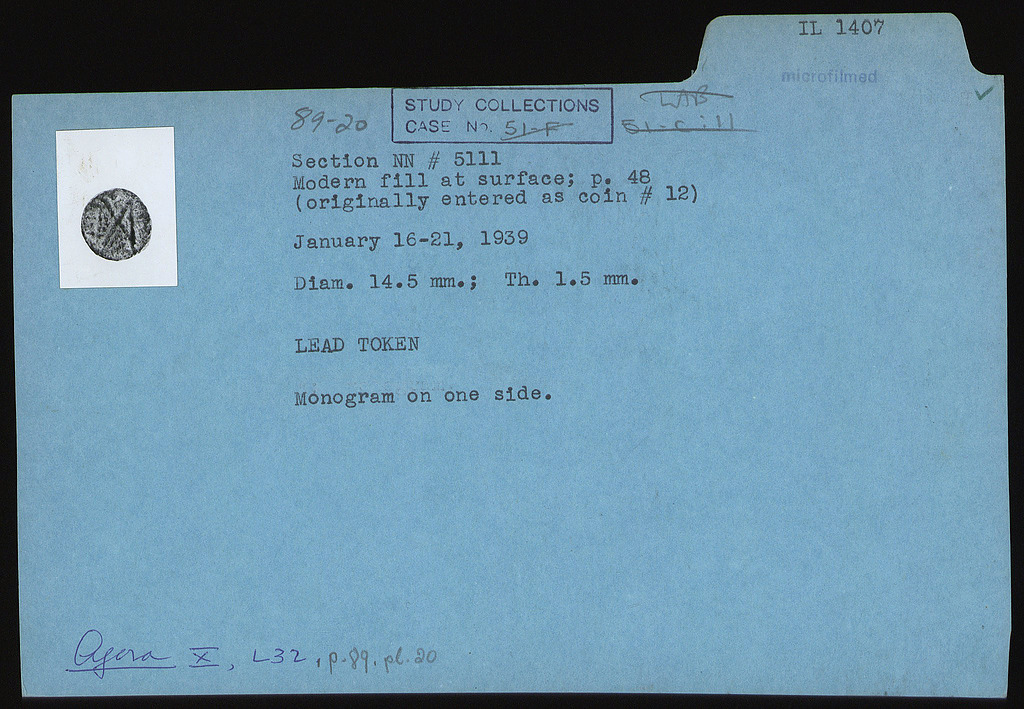 IL 1407
microfilmed
89-20
STUDY COLLECTIONS
CASE No. 51-F
LAB
51-C ill
Section NN # 5111
Modern fill at surface; p. 48
(originally entered as coin # 12)
January 16-21, 1939
Diam. 14.5 mm.; Th. 1.5 mm.
LEAD TOKEN
Monogram on one side.
Agora X, L32, p.89, pl.20